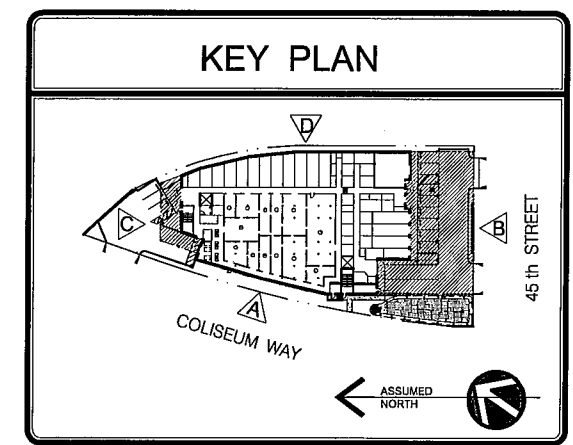 KEY PLAN
D
C
B
A
45 th STREET
COLISEUM WAY
ASSUMED
NORTH